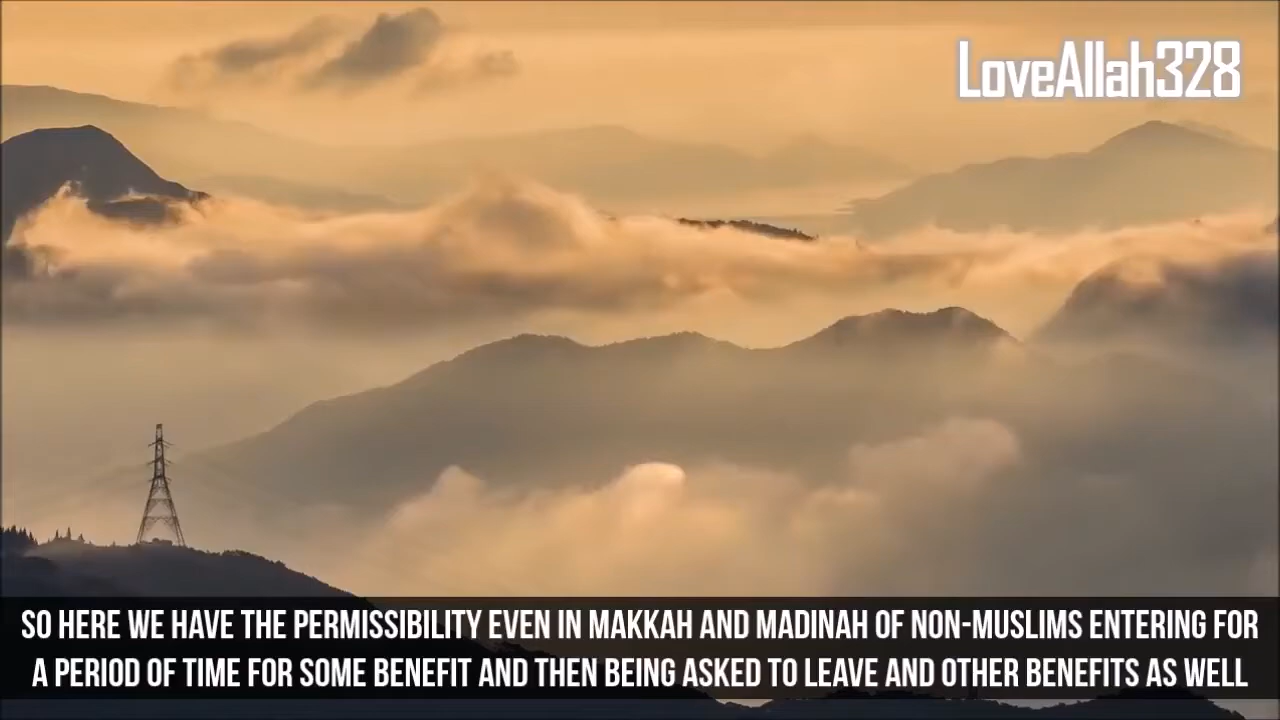 LoveAllah328
SO HERE WE HAVE THE PERMISSIBILITY EVEN IN MAKKAH AND MADINAH OF NON-MUSLIMS ENTERING FOR
A PERIOD OF TIME FOR SOME BENEFIT AND THEN BEING ASKED TO LEAVE AND OTHER BENEFITS AS WELL